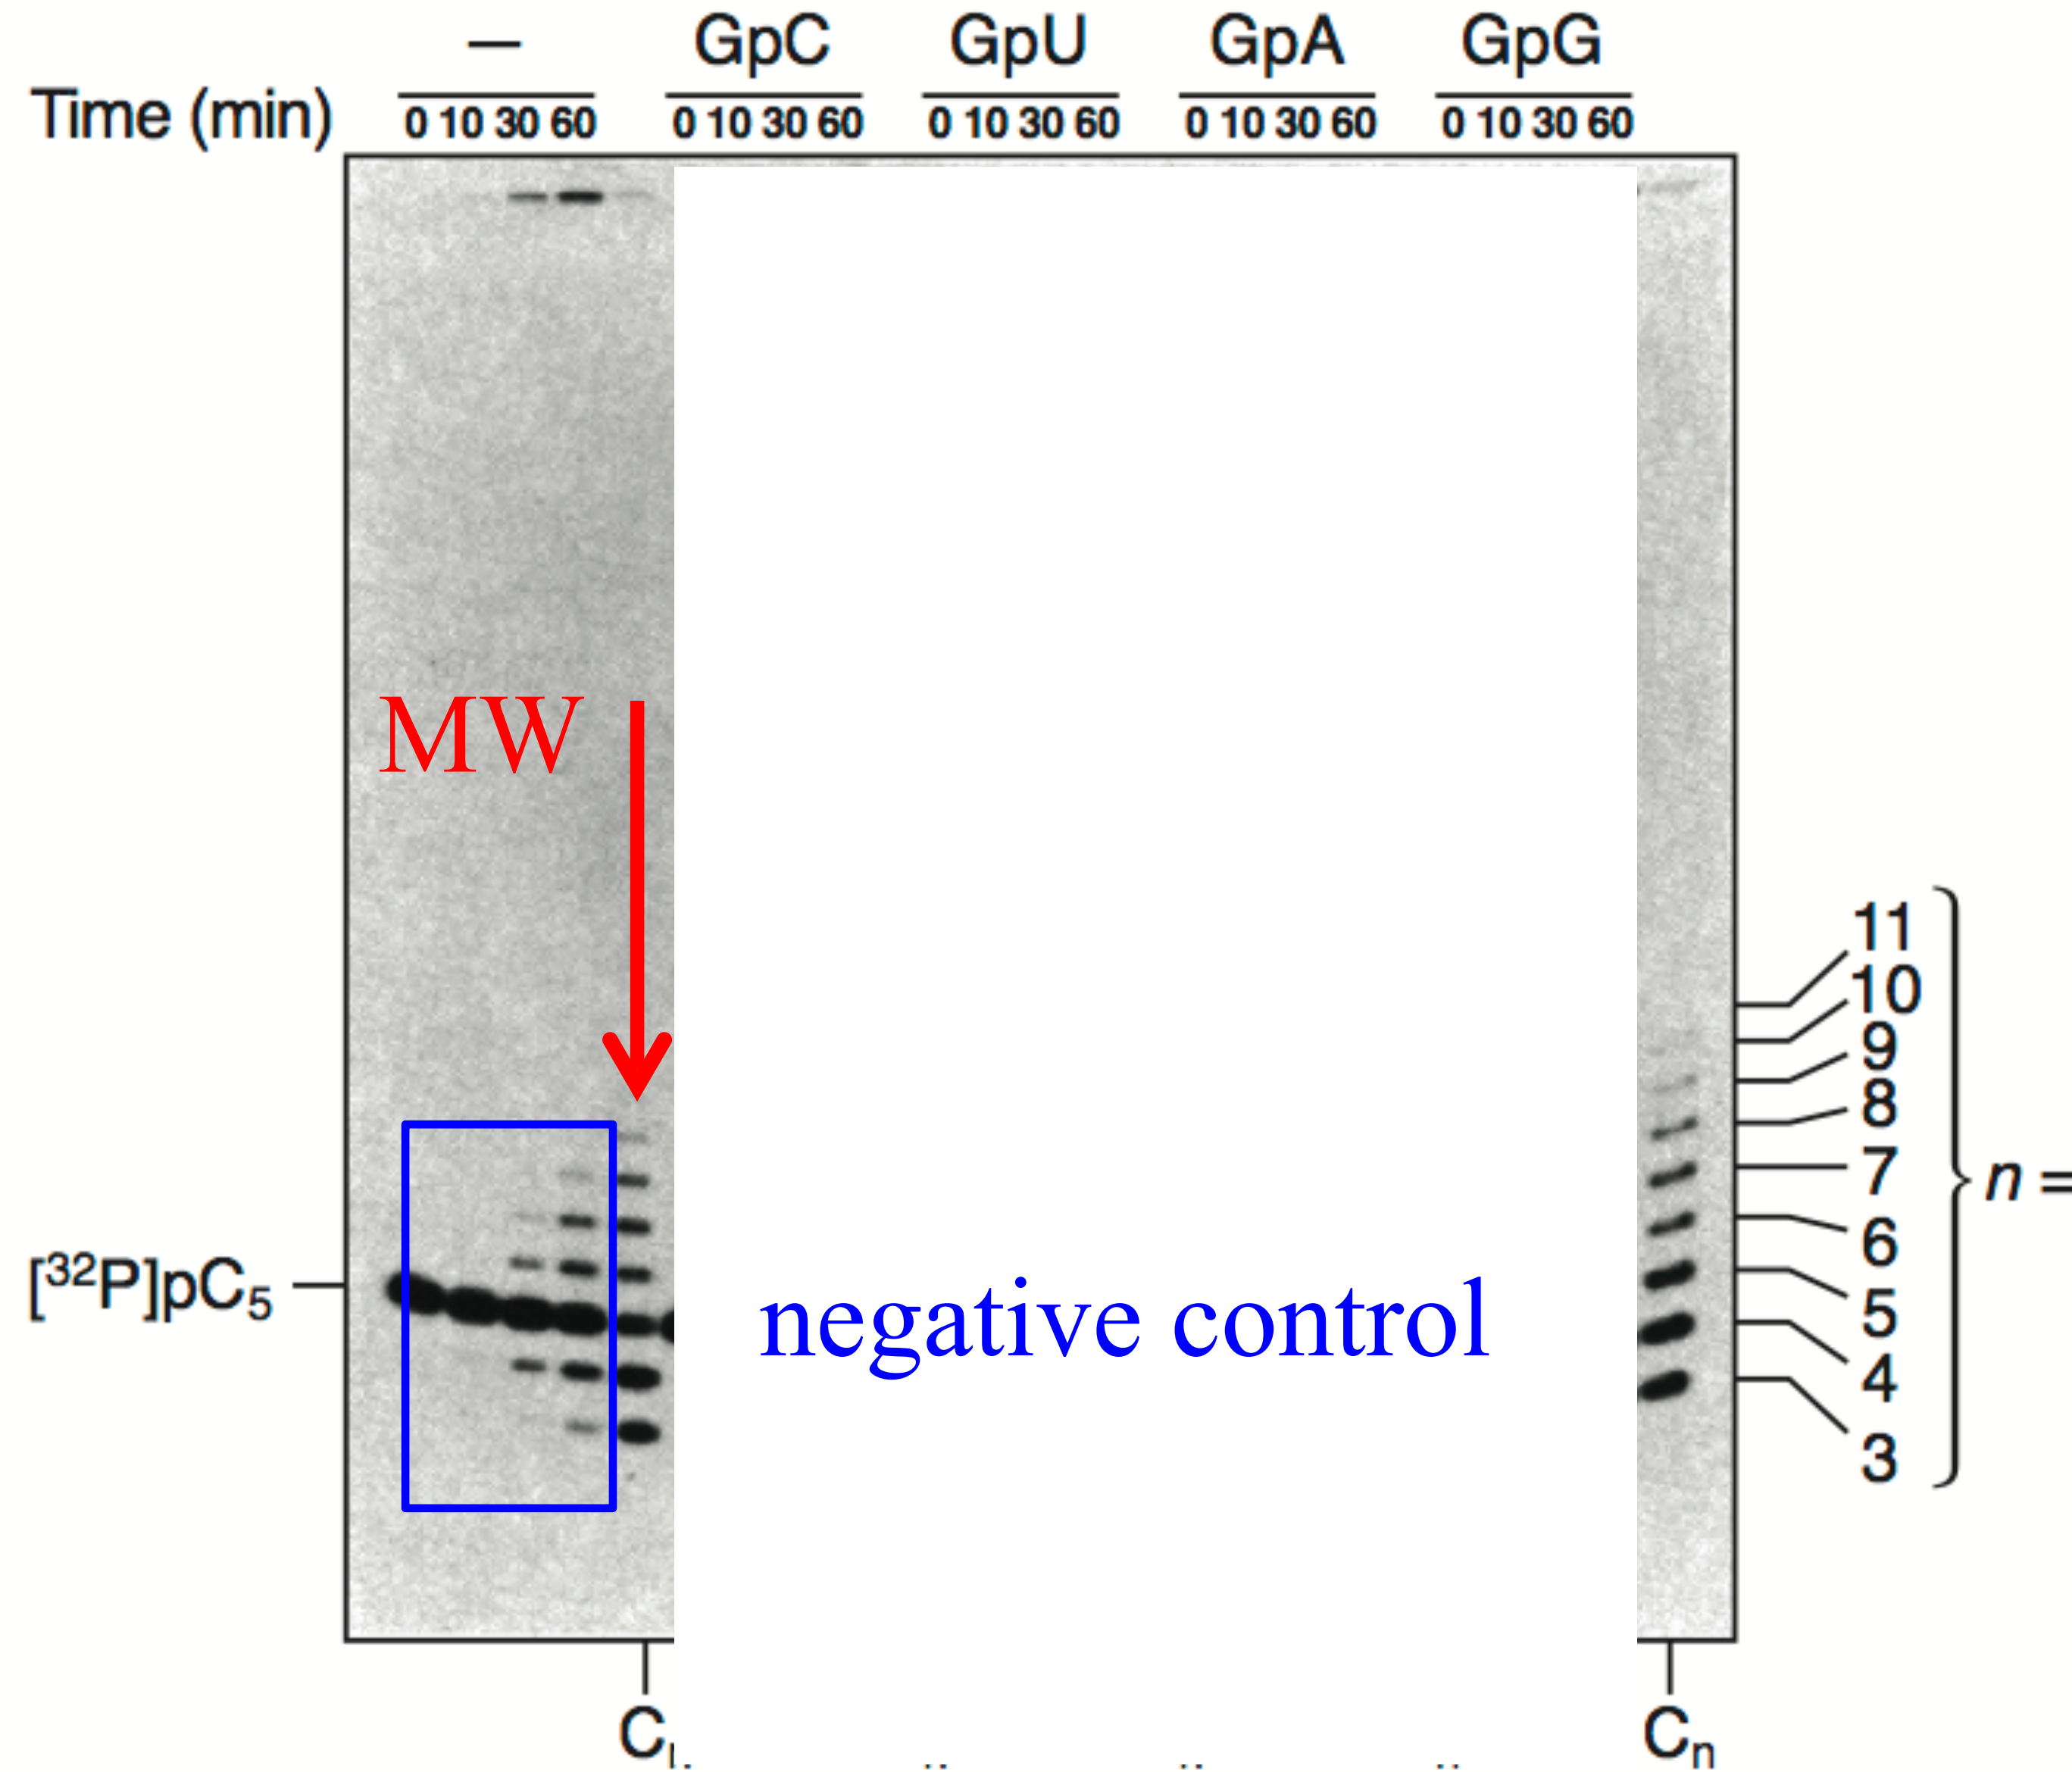 — GpC GpU GpA GpG
Time (min) 0 10 30 60 0 10 30 60 0 10 30 60 0 10 30 60 0 10 30 60
MW
11
10
9
8
7
6
5
4
3
n =
[³²P]pC₅
negative control
C
Cₙ